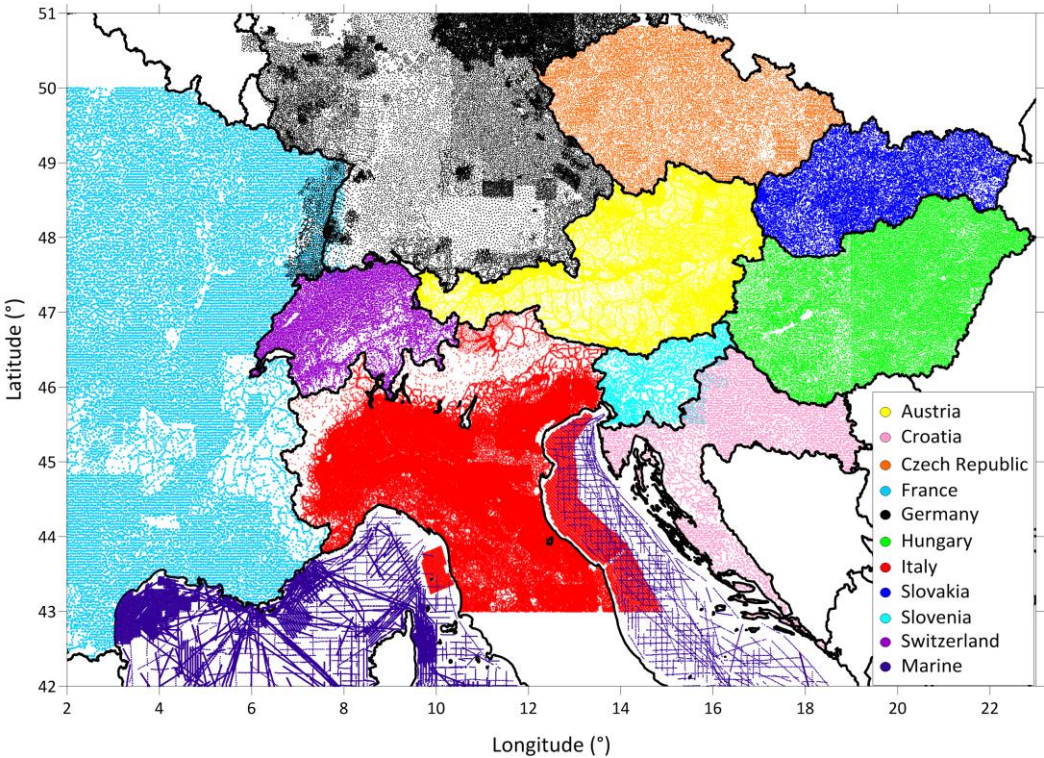 51
50
49
48
47
46
45
44
43
42
Latitude (°)
Austria
Croatia
Czech Republic
France
Germany
Hungary
Italy
Slovakia
Slovenia
Switzerland
Marine
2 4 6 8 10 12 14 16 18 20 22
Longitude (°)